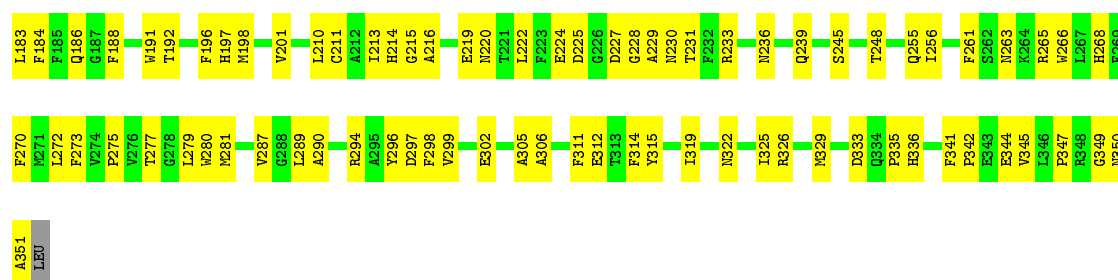 L183 F184 F185 Q186 G187 F188 W191 T192 F196 H197 M198 V201 L210 C211 A212 I213 H214 G215 A216 E219 N220 T221 L222 F223 E224 D225 G226 D227 G228 A229 N230 T231 F232 R233 N236 Q239 S245 T248 Q255 I256 F261 S262 N263 K264 R265 W266 L267 H268 F269
F270 M271 L272 F273 V274 P275 V276 T277 G278 L279 W280 M281 V287 G288 L289 A290 R294 A295 Y296 D297 F298 V299 E302 A305 A306 F311 E312 T313 F314 Y315 I319 N322 I325 R326 M329 D333 Q334 P335 H336 F341 P342 E343 E344 V345 L346 P347 R348 G349 N350
A351 LEU